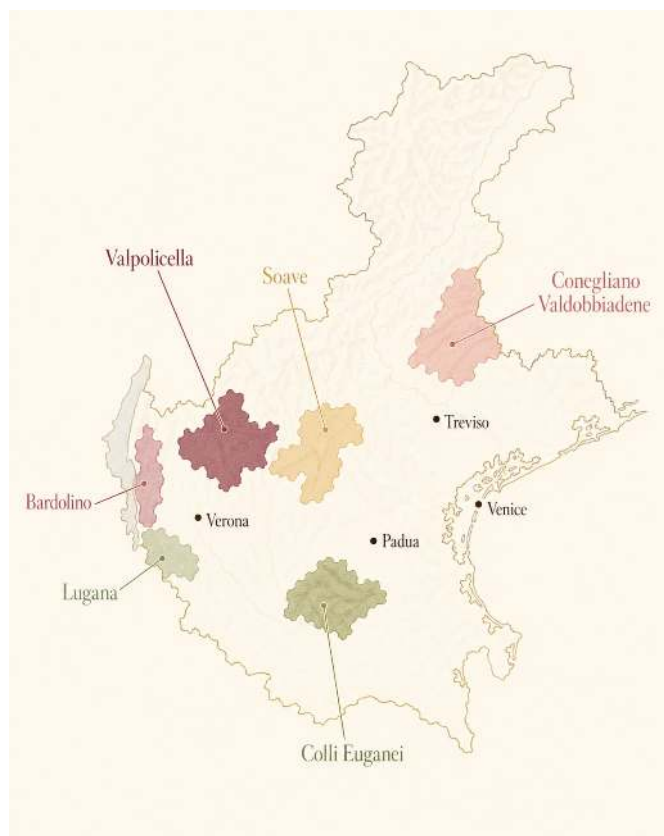 Valpolicella
Soave
Conegliano
Valdobbiadene
Treviso
Bardolino
Verona
Venice
Padua
Lugana
Colli Euganei